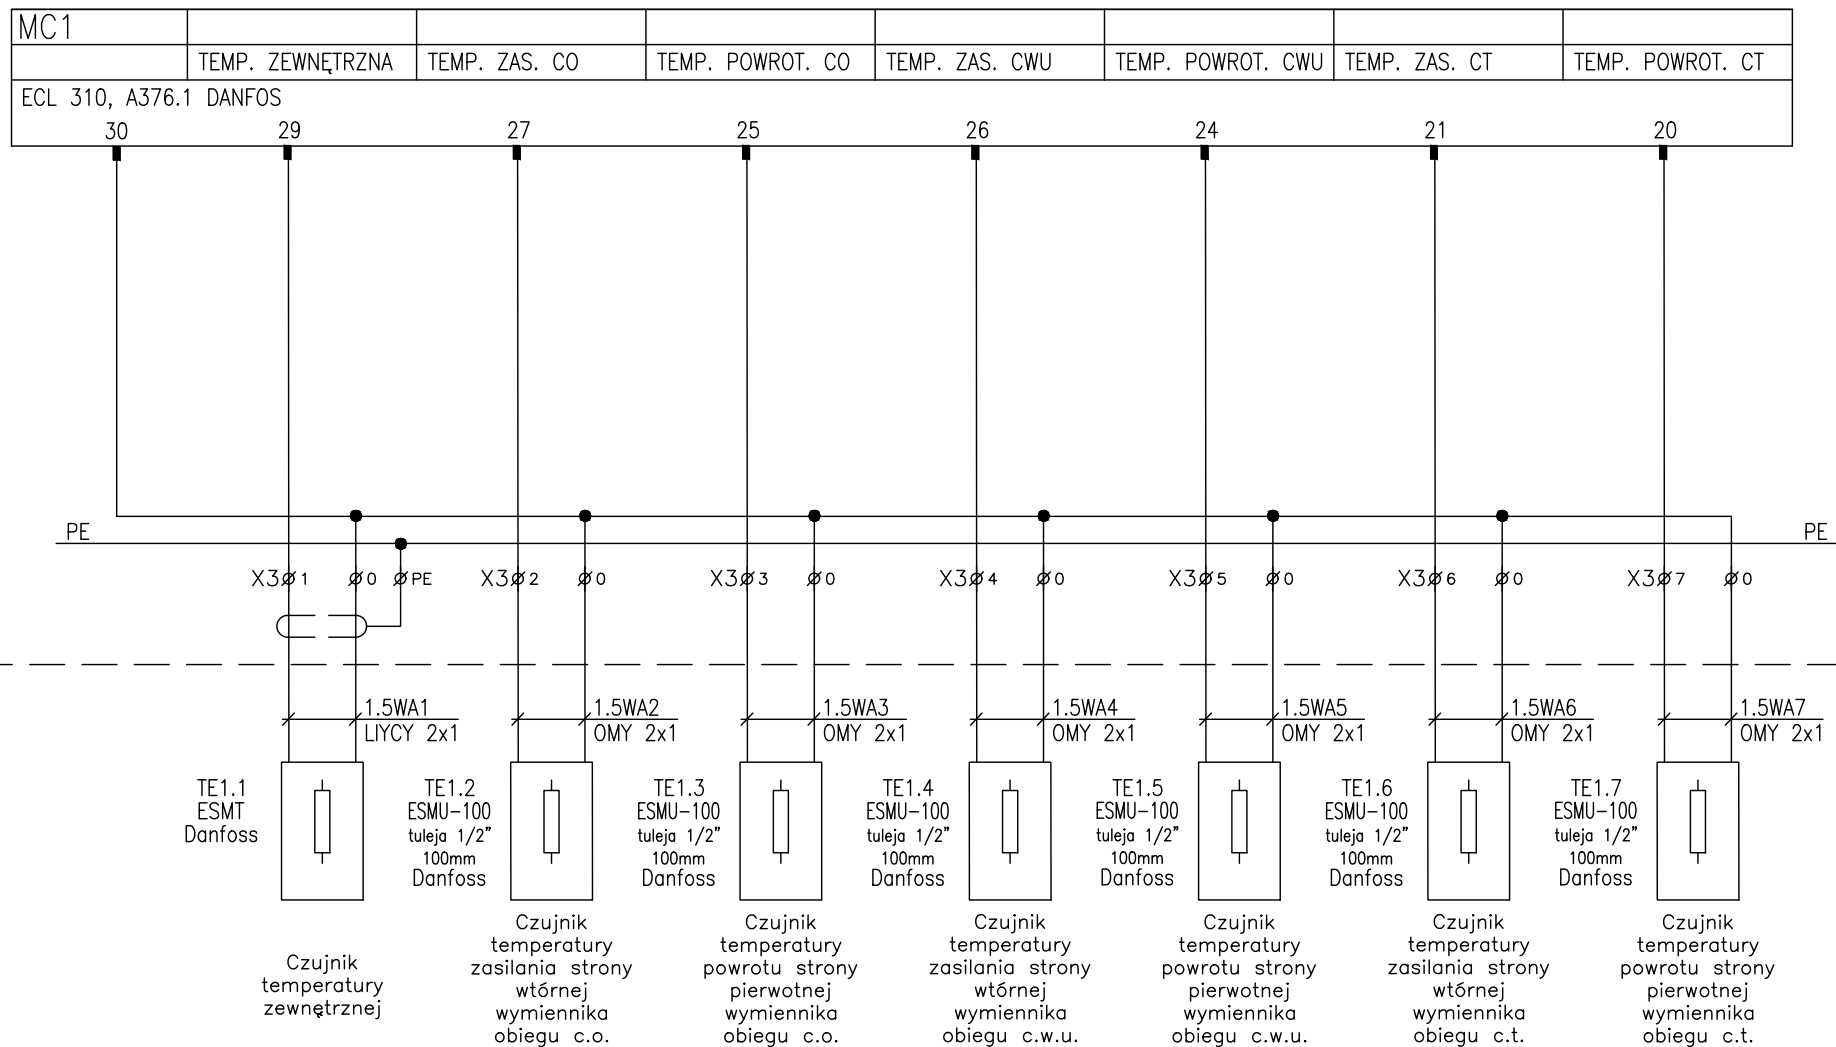 MC1
TEMP. ZEWNĘTRZNA
TEMP. ZAS. CO
TEMP. POWROT. CO
TEMP. ZAS. CWU
TEMP. POWROT. CWU
TEMP. ZAS. CT
TEMP. POWROT. CT
ECL 310, A376.1 DANFOS
30
29
27
25
26
24
21
20
PE
PE
X3ø1
ø0
øPE
X3ø2
ø0
X3ø3
ø0
X3ø4
ø0
X3ø5
ø0
X3ø6
ø0
X3ø7
ø0
1.5WA1
LIYCY 2x1
1.5WA2
OMY 2x1
1.5WA3
OMY 2x1
1.5WA4
OMY 2x1
1.5WA5
OMY 2x1
1.5WA6
OMY 2x1
1.5WA7
OMY 2x1
TE1.1
ESMT
Danfoss
TE1.2
ESMU-100
tuleja 1/2"
100mm
Danfoss
TE1.3
ESMU-100
tuleja 1/2"
100mm
Danfoss
TE1.4
ESMU-100
tuleja 1/2"
100mm
Danfoss
TE1.5
ESMU-100
tuleja 1/2"
100mm
Danfoss
TE1.6
ESMU-100
tuleja 1/2"
100mm
Danfoss
TE1.7
ESMU-100
tuleja 1/2"
100mm
Danfoss
Czujnik
temperatury
zewnętrznej
Czujnik
temperatury
zasilania strony
wtórnej
wymiennika
obiegu c.o.
Czujnik
temperatury
powrotu strony
pierwotnej
wymiennika
obiegu c.o.
Czujnik
temperatury
zasilania strony
wtórnej
wymiennika
obiegu c.w.u.
Czujnik
temperatury
powrotu strony
pierwotnej
wymiennika
obiegu c.w.u.
Czujnik
temperatury
zasilania strony
wtórnej
wymiennika
obiegu c.t.
Czujnik
temperatury
powrotu strony
pierwotnej
wymiennika
obiegu c.t.